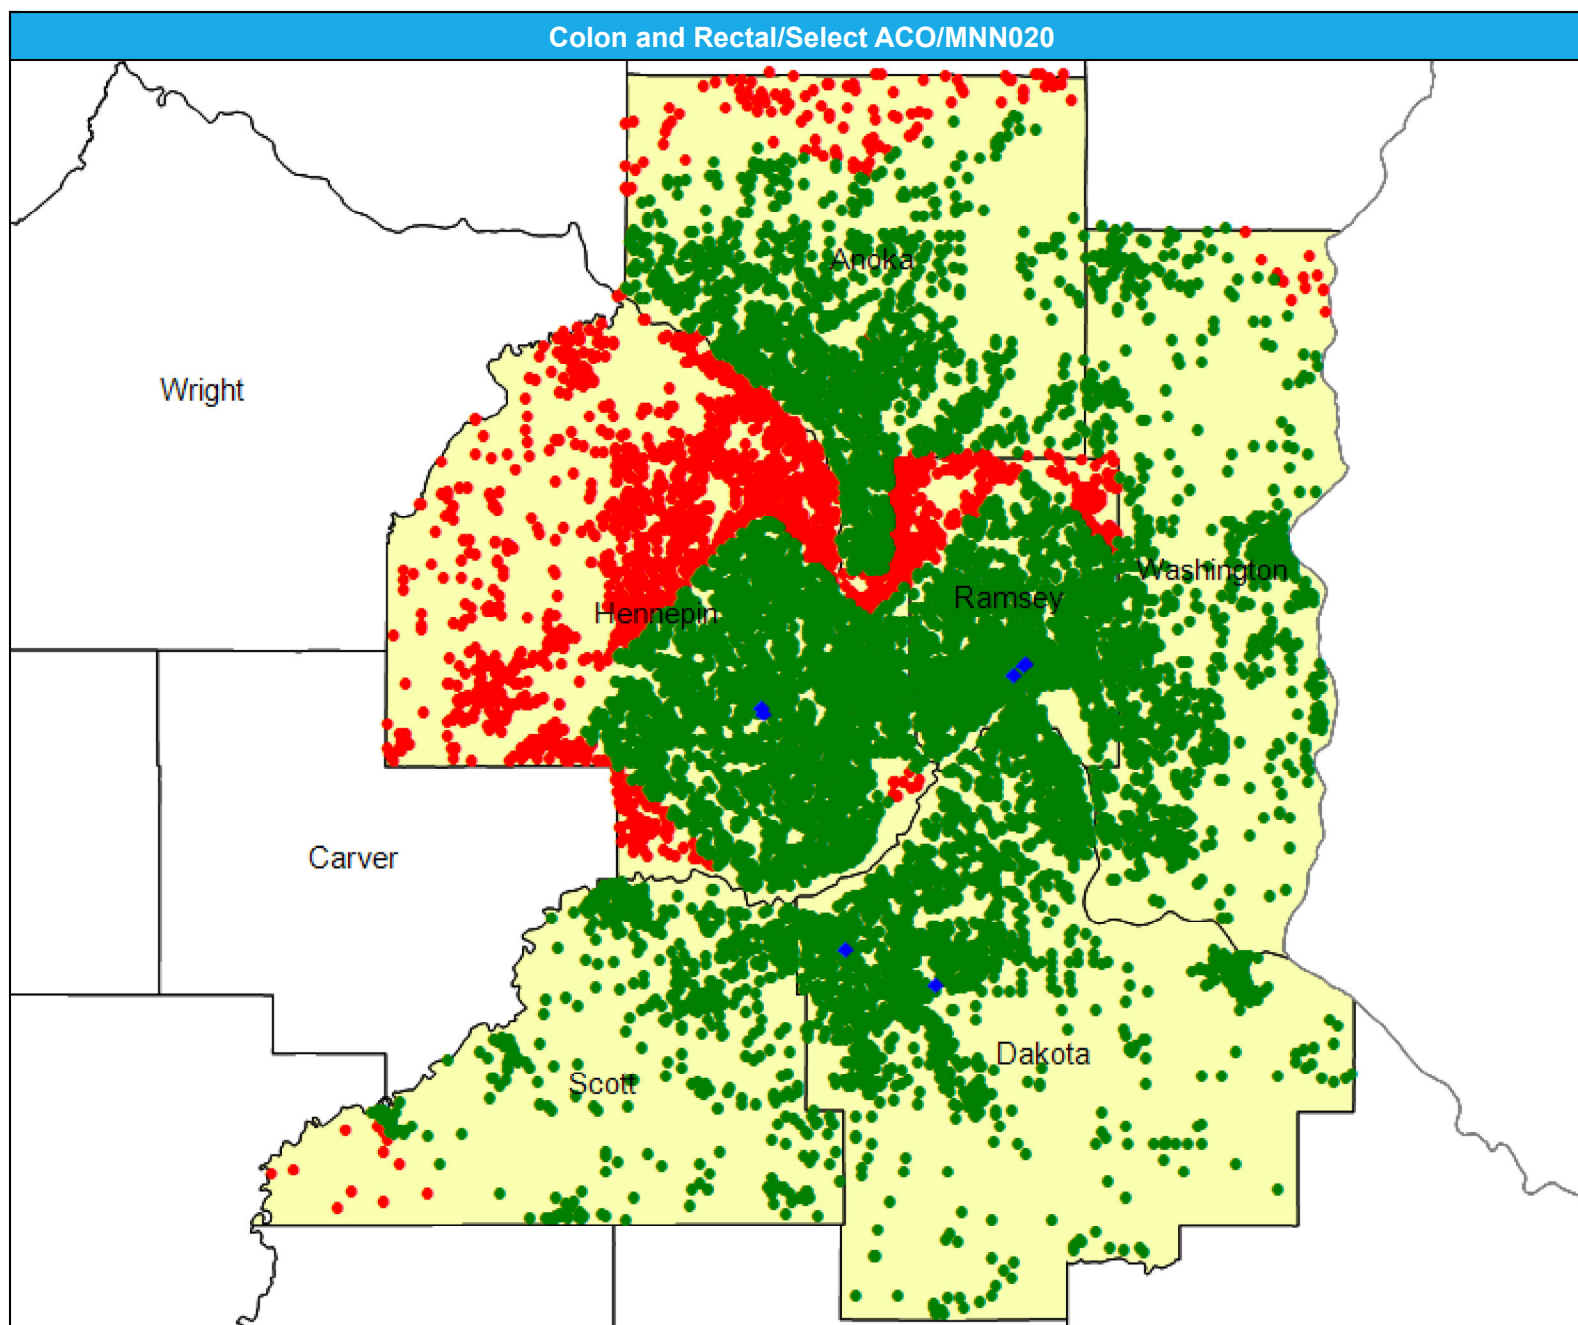 Colon and Rectal/Select ACO/MNN020
Anoka
Wright
Washington
Ramsey
Hennepin
Carver
Dakota
Scott